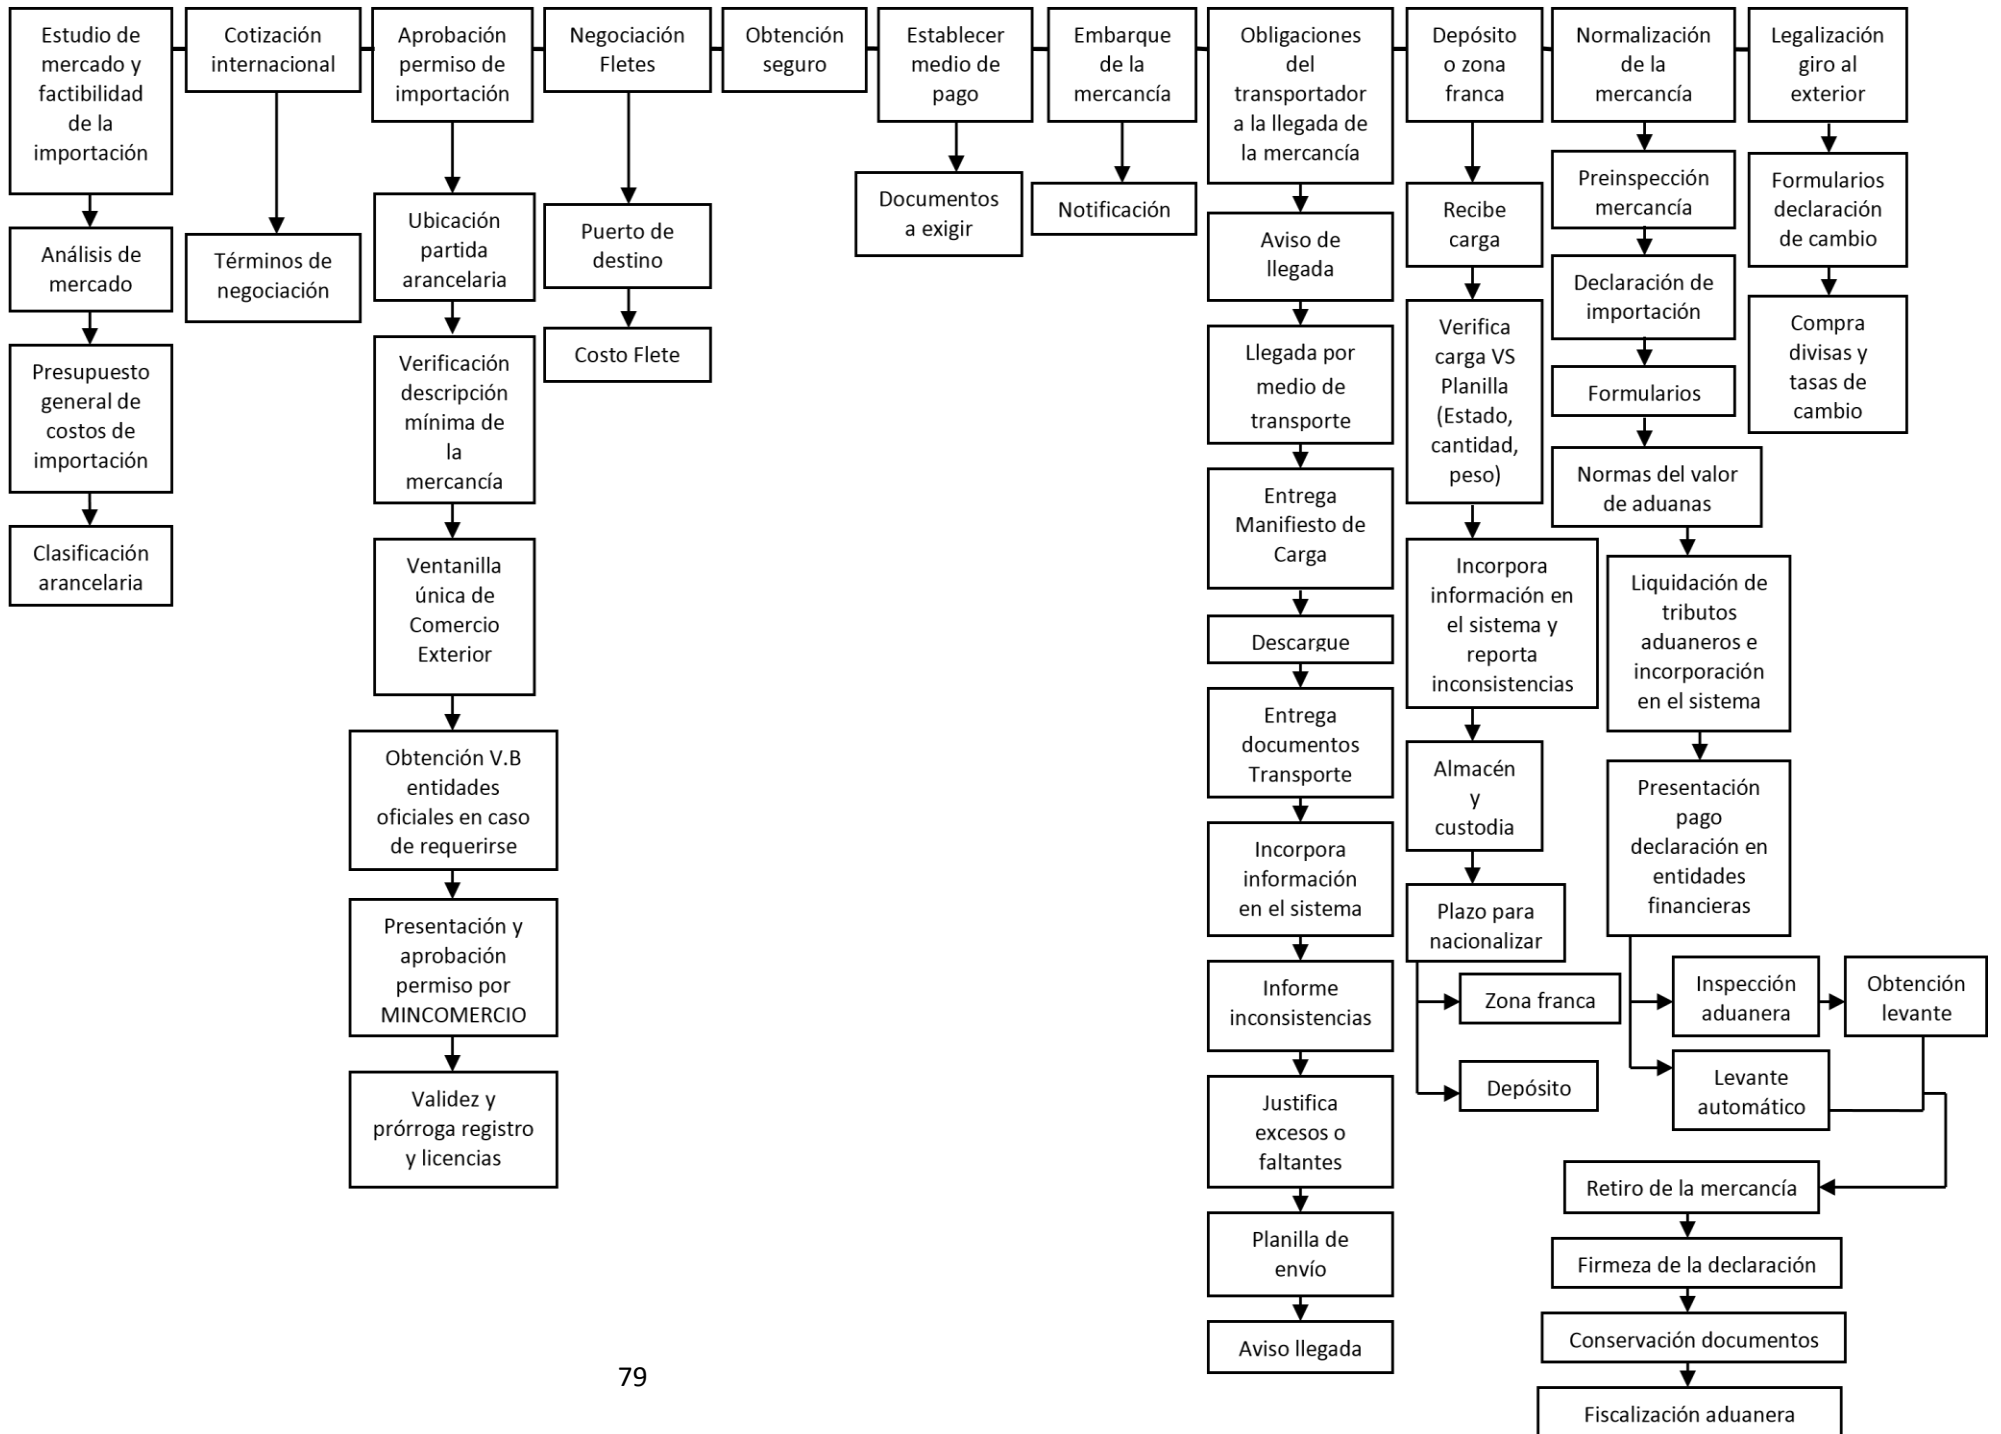 Estudio de
mercado y
factibilidad
de la
importación
Análisis de
mercado
Presupuesto
general de
costos de
importación
Clasificación
arancelaria
Cotización
internacional
Términos de
negociación
Aprobación
permiso de
importación
Ubicación
partida
arancelaria
Verificación
descripción
mínima de
la
mercancía
Ventanilla
única de
Comercio
Exterior
Obtención V.B
entidades
oficiales en caso
de requerirse
Presentación y
aprobación
permiso por
MINCOMERCIO
Validez y
prórroga registro
y licencias
Negociación
Fletes
Puerto de
destino
Costo Flete
Obtención
seguro
Establecer
medio de
pago
Documentos
a exigir
Embarque
de la
mercancía
Notificación
Obligaciones
del
transportador
a la llegada de
la mercancía
Aviso de
llegada
Llegada por
medio de
transporte
Entrega
Manifiesto de
Carga
Descargue
Entrega
documentos
Transporte
Incorpora
información
en el sistema
Informe
inconsistencias
Justifica
excesos o
faltantes
Planilla de
envío
Aviso llegada
Depósito
o zona
franca
Recibe
carga
Verifica
carga VS
Planilla
(Estado,
cantidad,
peso)
Incorpora
información en
el sistema y
reporta
inconsistencias
Almacén
y
custodia
Plazo para
nacionalizar
Zona franca
Depósito
Normalización
de la
mercancía
Preinspección
mercancía
Declaración de
importación
Formularios
Normas del valor
de aduanas
Liquidación de
tributos
aduaneros e
incorporación
en el sistema
Presentación
pago
declaración en
entidades
financieras
Inspección
aduanera
Obtención
levante
Levante
automático
Retiro de la mercancía
Firmeza de la declaración
Conservación documentos
Fiscalización aduanera
Legalización
giro al
exterior
Formularios
declaración
de cambio
Compra
divisas y
tasas de
cambio
79